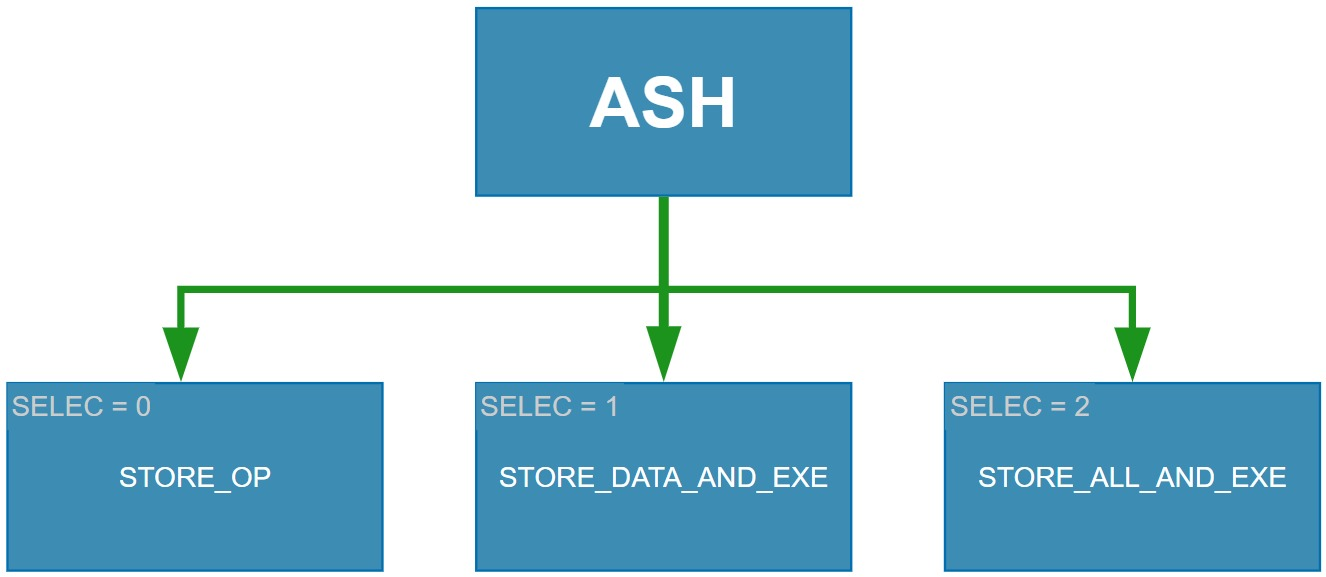 ASH
SELEC = 0
STORE_OP
SELEC = 1
STORE_DATA_AND_EXE
SELEC = 2
STORE_ALL_AND_EXE